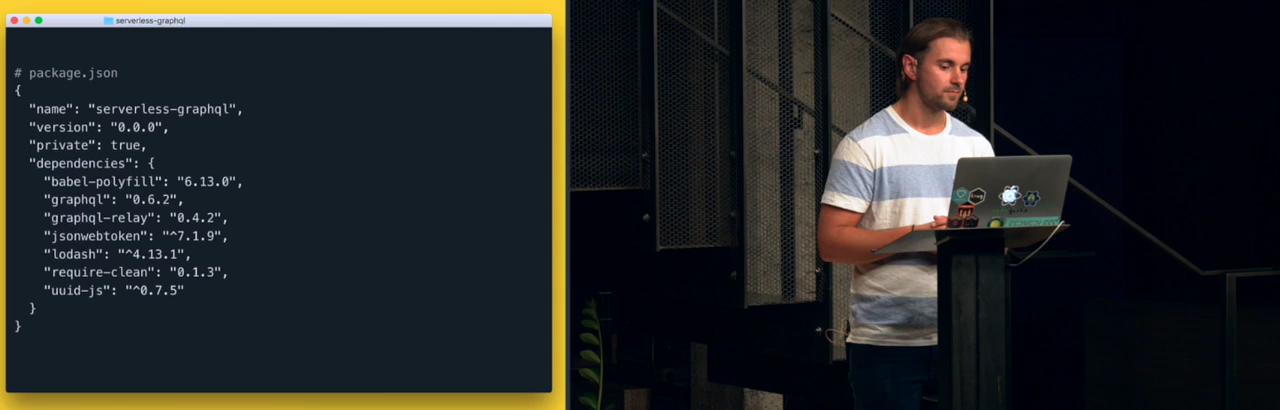 serverless-graphql
# package.json
{
  "name": "serverless-graphql",
  "version": "0.0.0",
  "private": true,
  "dependencies": {
    "babel-polyfill": "6.13.0",
    "graphql": "0.6.2",
    "graphql-relay": "0.4.2",
    "jsonwebtoken": "^7.1.9",
    "lodash": "^4.13.1",
    "require-clean": "0.1.3",
    "uuid-js": "^0.7.5"
  }
}